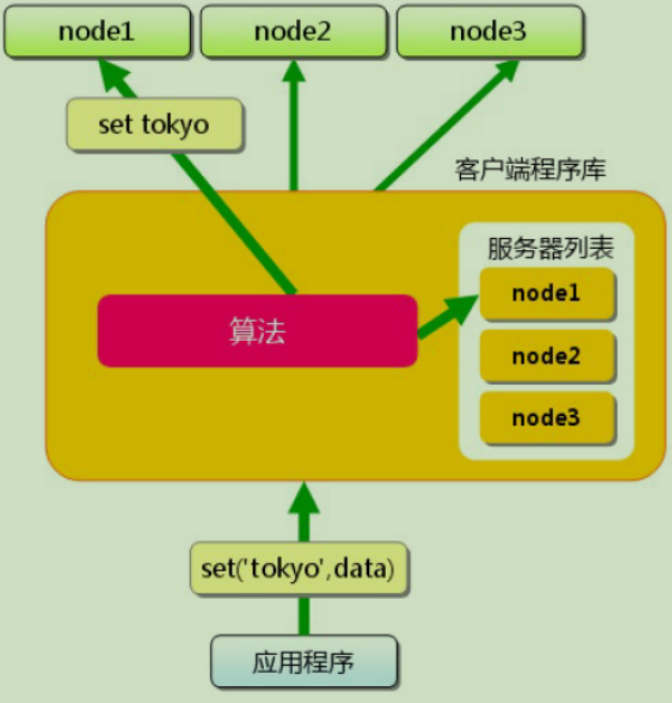 node1
node2
node3
set tokyo
客户端程序库
服务器列表
node1
算法
node2
node3
set('tokyo',data)
应用程序